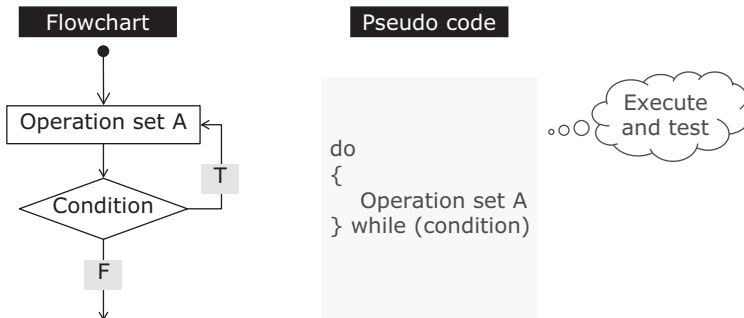 Flowchart
Operation set A
T
Condition
F
Pseudo code
do
{
Operation set A
} while (condition)
Execute
and test